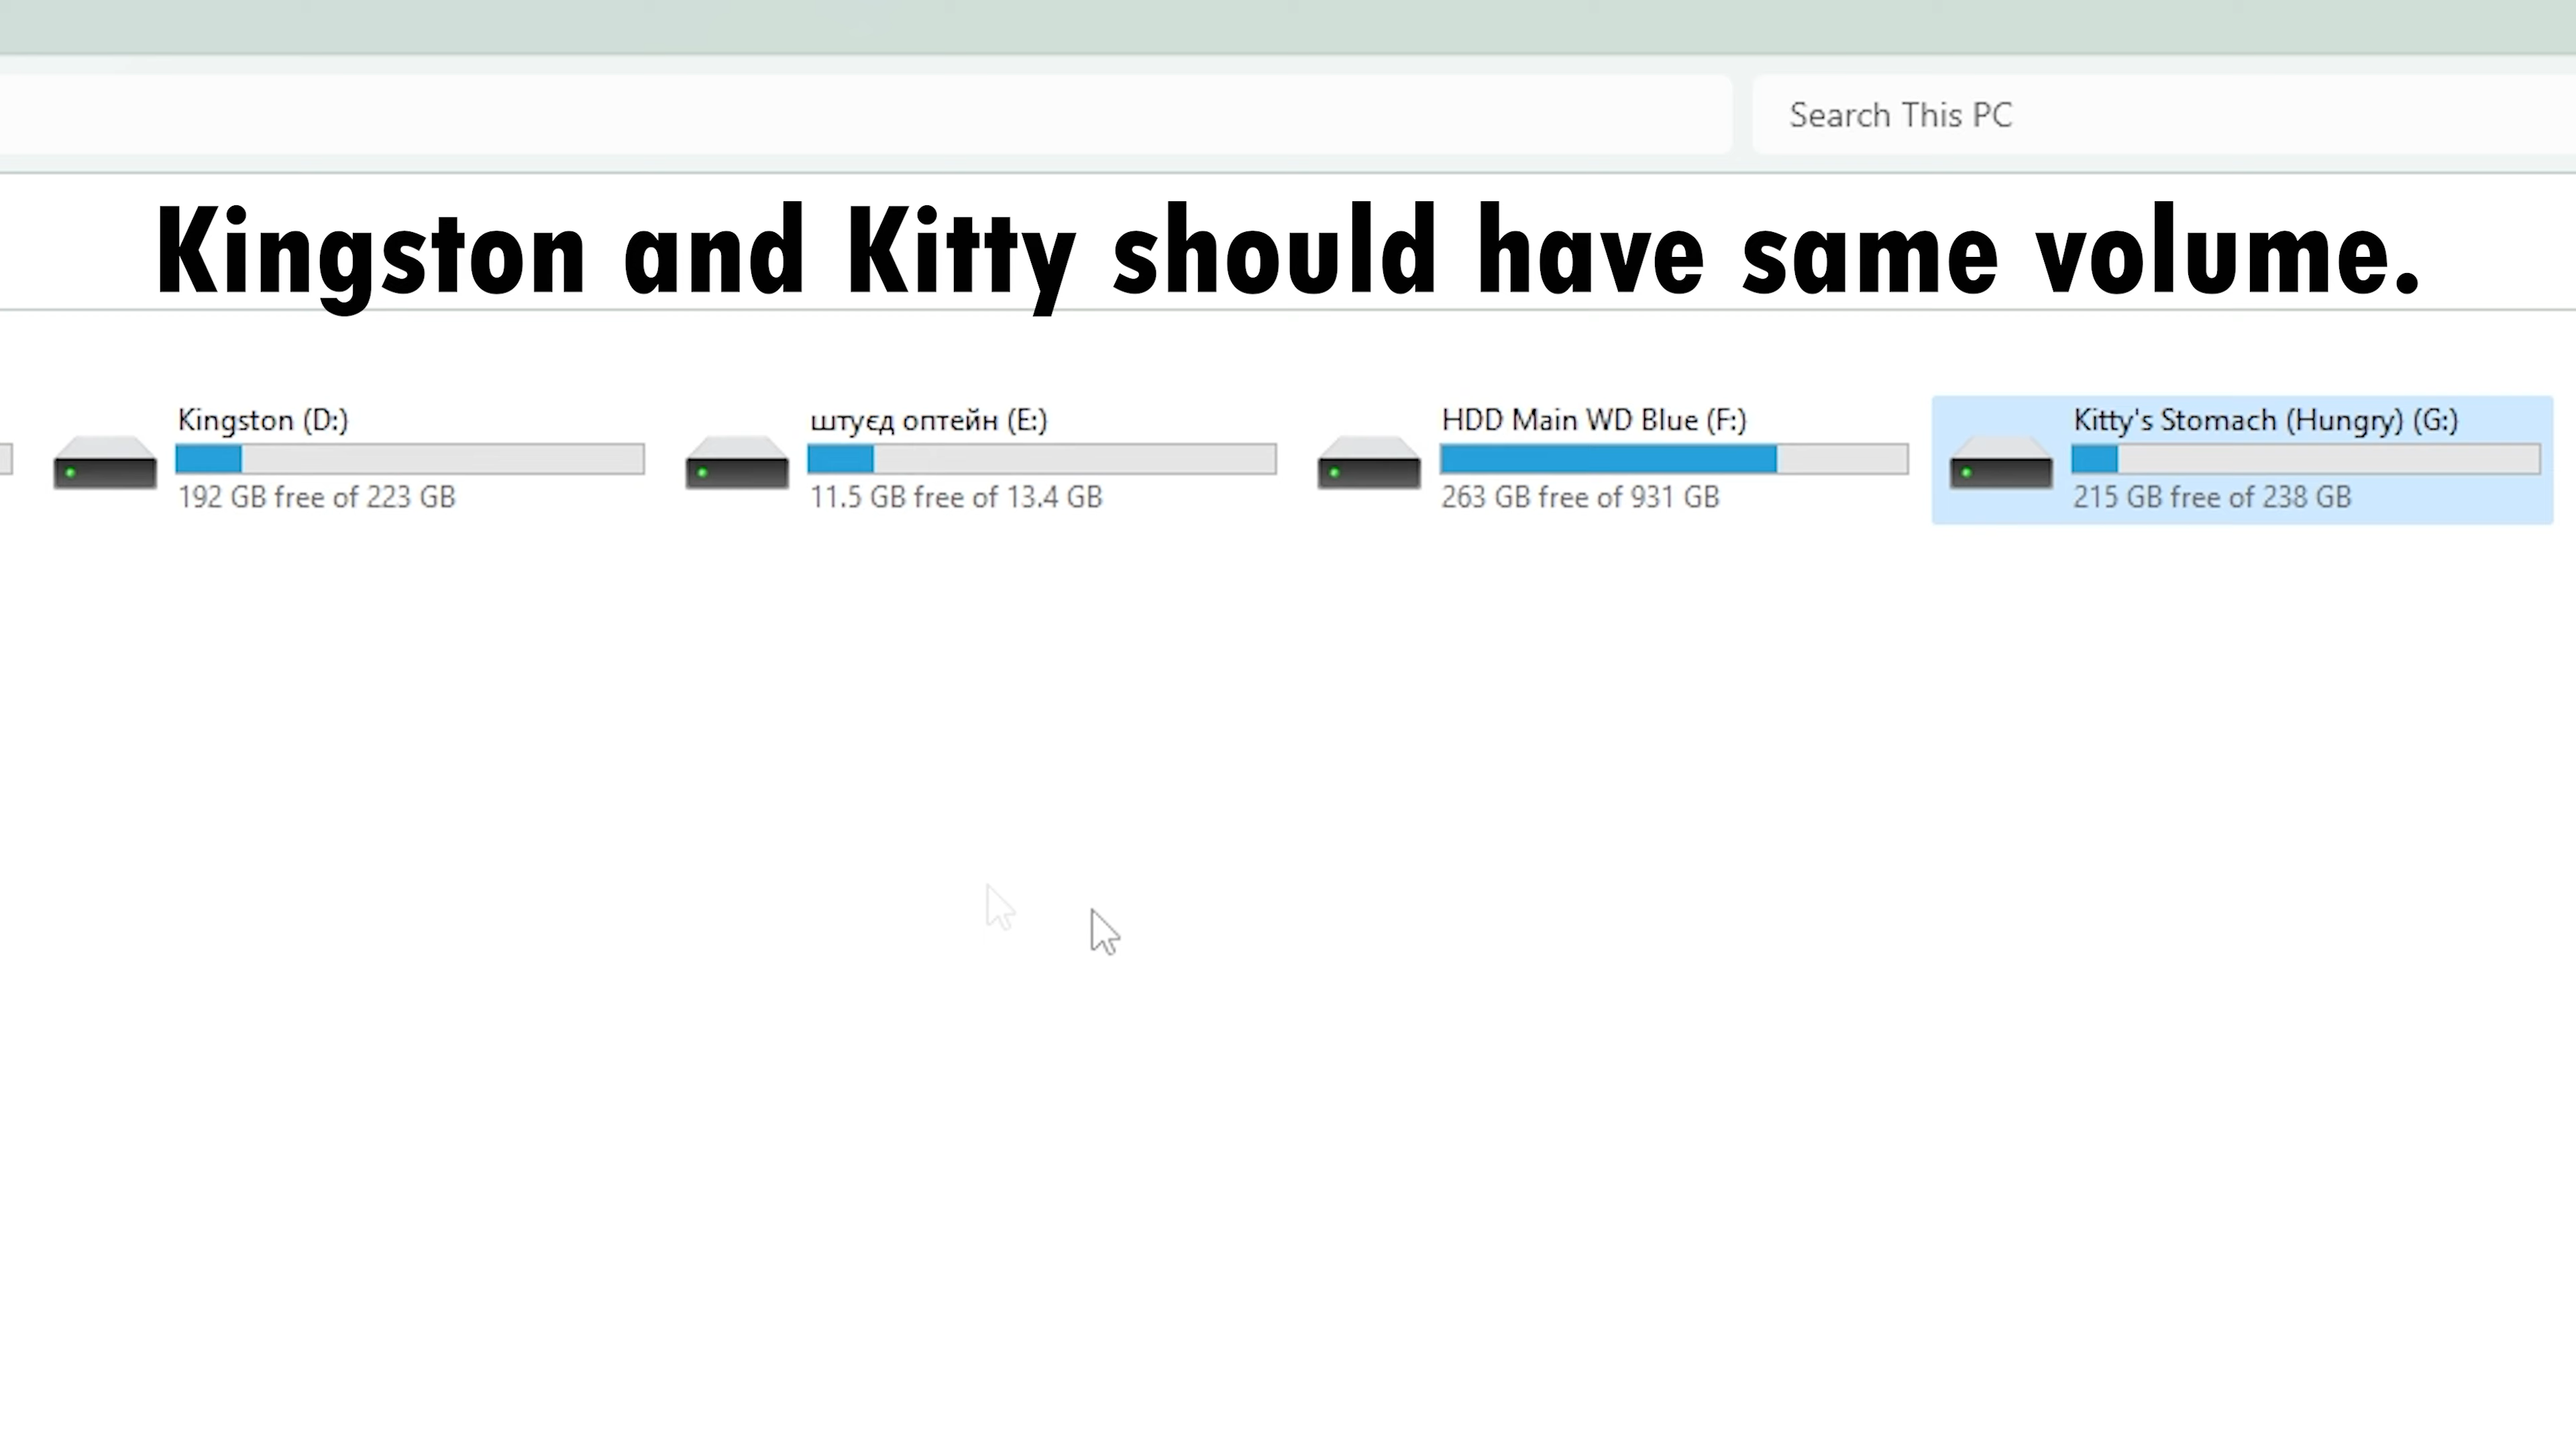 Search This PC
Kingston and Kitty should have same volume.
Kingston (D:)
192 GB free of 223 GB
штуєд оптейн (E:)
11.5 GB free of 13.4 GB
HDD Main WD Blue (F:)
263 GB free of 931 GB
Kitty's Stomach (Hungry) (G:)
215 GB free of 238 GB